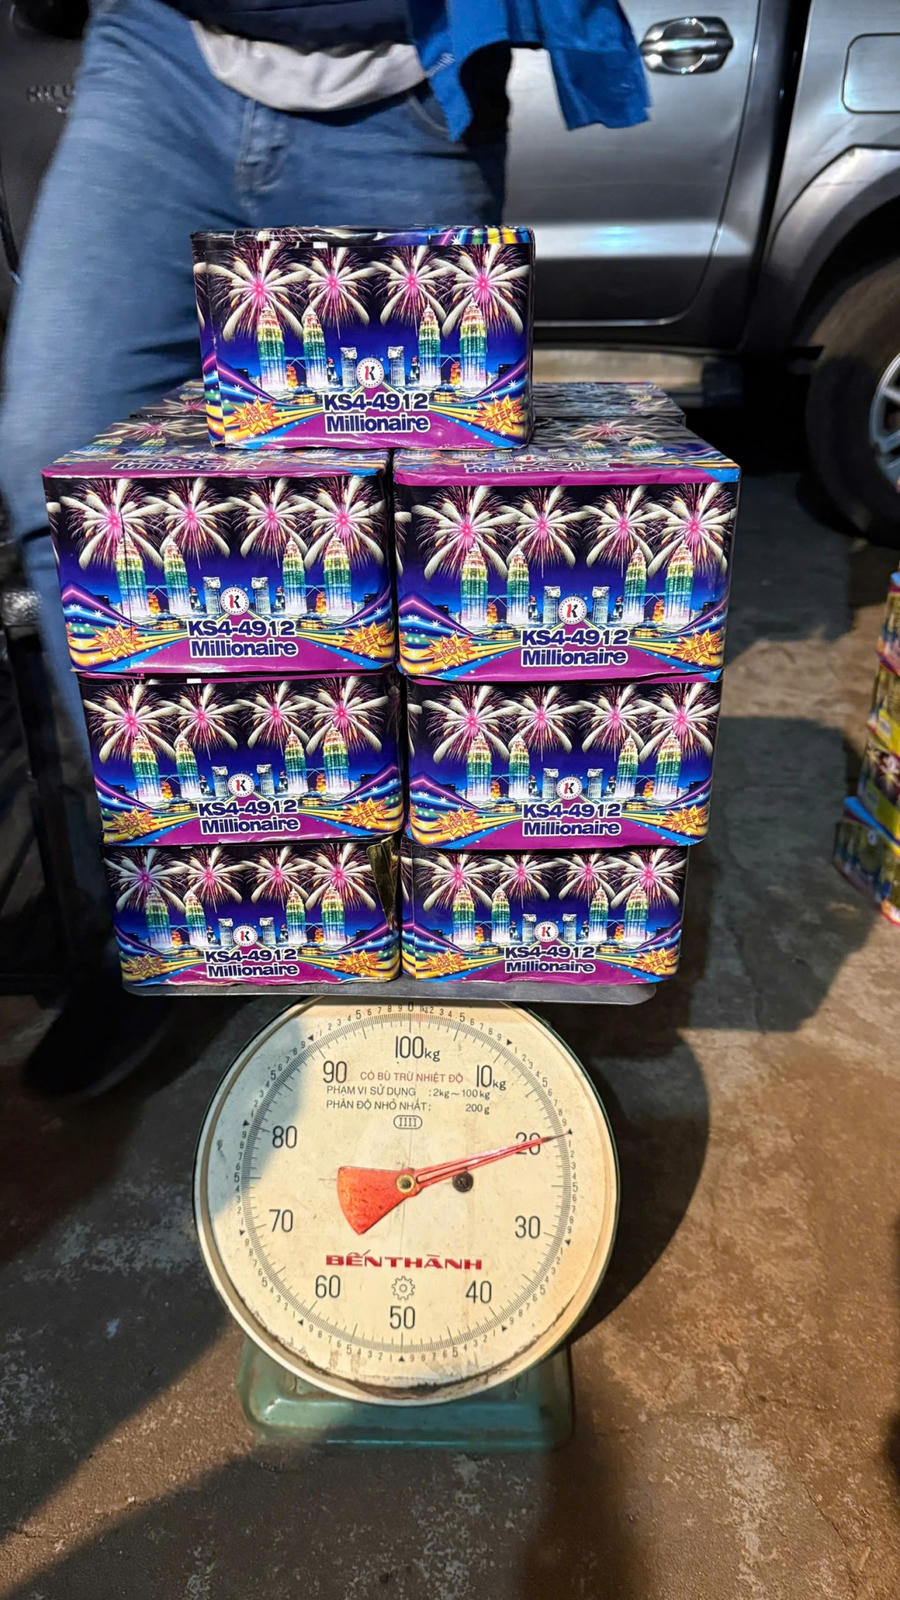 K
KS4-4912
Millionaire
K
KS4-4912
Millionaire
K
KS4-4912
Millionaire
K
KS4-4912
Millionaire
K
KS4-4912
Millionaire
K
KS4-4912
Millionaire
K
KS4-4912
Millionaire
0
100kg
90
CÓ BÙ TRỪ NHIỆT ĐỘ
10kg
PHẠM VI SỬ DỤNG : 2kg~100kg
PHÂN ĐỘ NHỎ NHẤT: 200g
80
20
70
30
BẾN THÀNH
60
40
50